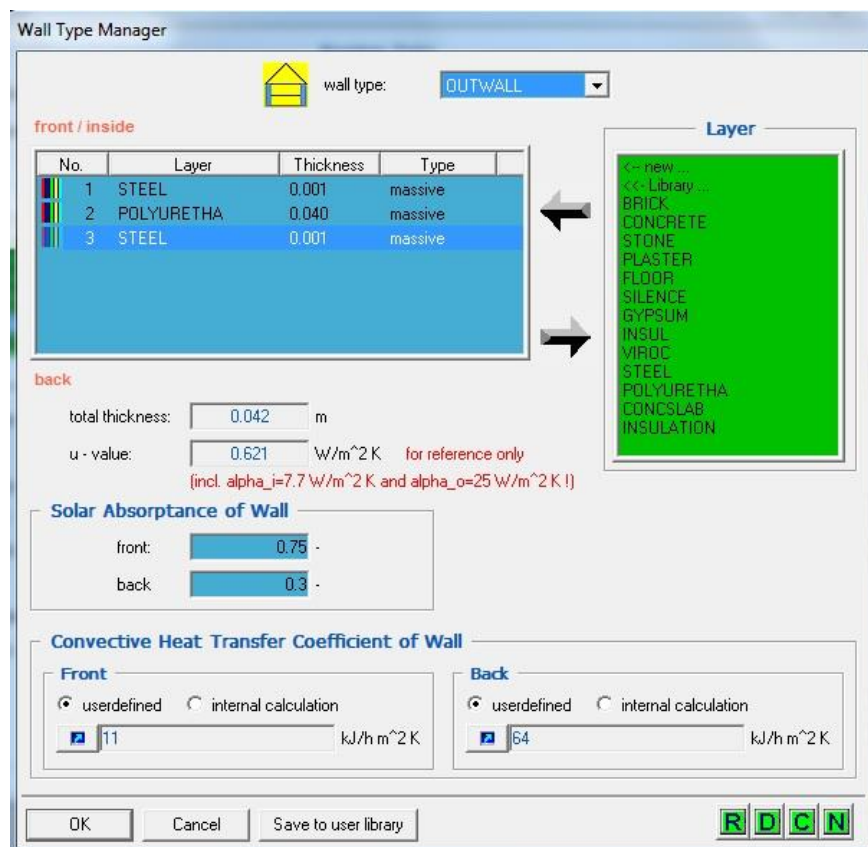 Wall Type Manager
wall type: OUTWALL
front / inside
No. Layer Thickness Type
1 STEEL 0.001 massive
2 POLYURETHA 0.040 massive
3 STEEL 0.001 massive
Layer
<-- new ...
<<- Library ...
BRICK
CONCRETE
STONE
PLASTER
FLOOR
SILENCE
GYPSUM
INSUL
VIROC
STEEL
POLYURETHA
CONCSLAB
INSULATION
back
total thickness: 0.042 m
u - value: 0.621 W/m^2 K for reference only
(incl. alpha_i=7.7 W/m^2 K and alpha_o=25 W/m^2 K !)
Solar Absorptance of Wall
front: 0.75 -
back 0.3 -
Convective Heat Transfer Coefficient of Wall
Front
userdefined internal calculation
11 kJ/h m^2 K
Back
userdefined internal calculation
64 kJ/h m^2 K
OK Cancel Save to user library R D C N